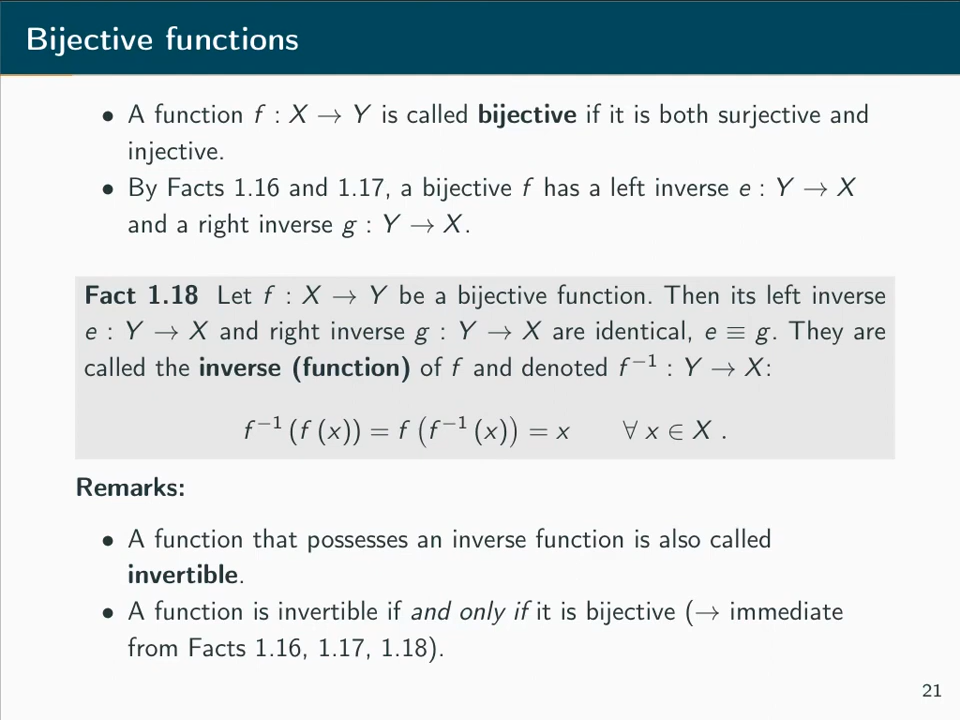 Bijective functions
• A function f : X → Y is called bijective if it is both surjective and
injective.
• By Facts 1.16 and 1.17, a bijective f has a left inverse e : Y → X
and a right inverse g : Y → X.
Fact 1.18 Let f : X → Y be a bijective function. Then its left inverse
e : Y → X and right inverse g : Y → X are identical, e ≡ g. They are
called the inverse (function) of f and denoted f⁻¹ : Y → X:
f⁻¹ (f (x)) = f (f⁻¹ (x)) = x ∀ x ∈ X .
Remarks:
• A function that possesses an inverse function is also called
invertible.
• A function is invertible if and only if it is bijective (→ immediate
from Facts 1.16, 1.17, 1.18).
21